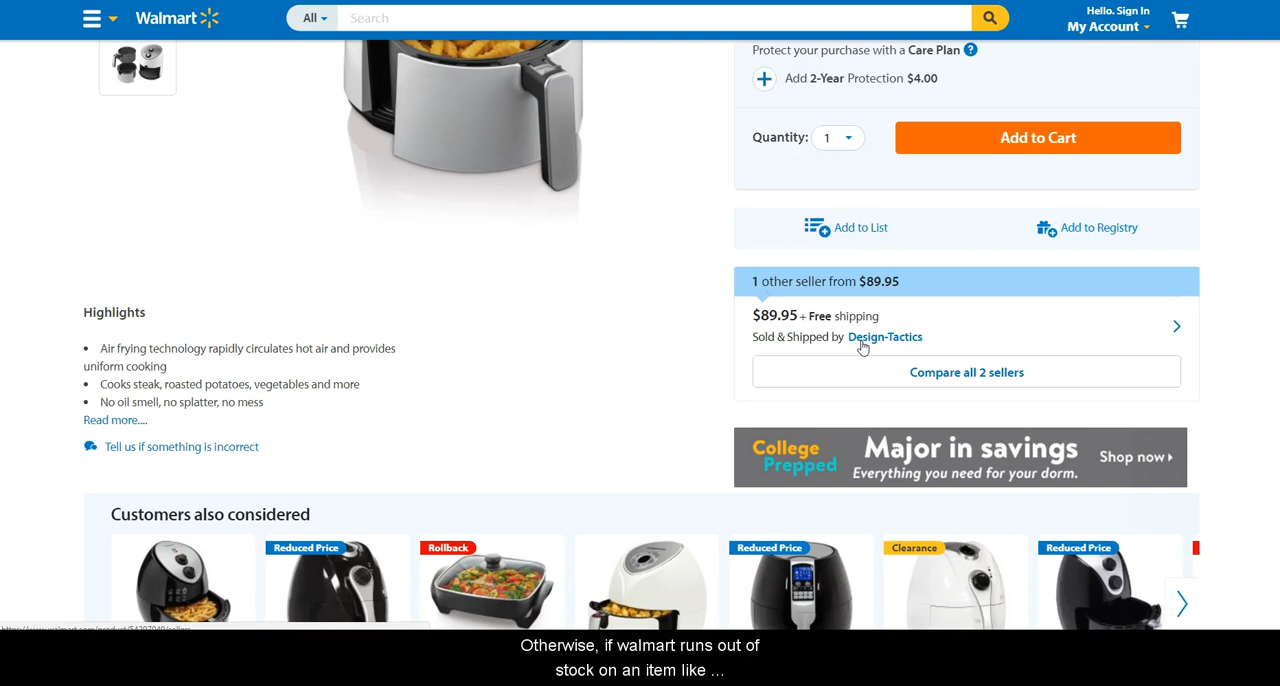 Walmart
All
Search
Hello. Sign In
My Account
Protect your purchase with a Care Plan ?
Add 2-Year Protection $4.00
Quantity: 1
Add to Cart
Add to List
Add to Registry
1 other seller from $89.95
$89.95 + Free shipping
Sold & Shipped by Design-Tactics
Compare all 2 sellers
Highlights
• Air frying technology rapidly circulates hot air and provides
uniform cooking
• Cooks steak, roasted potatoes, vegetables and more
• No oil smell, no splatter, no mess
Read more....
Tell us if something is incorrect
College
Prepped
Major in savings
Everything you need for your dorm.
Shop now
Customers also considered
Reduced Price
Rollback
Reduced Price
Clearance
Reduced Price
Otherwise, if walmart runs out of
stock on an item like ...